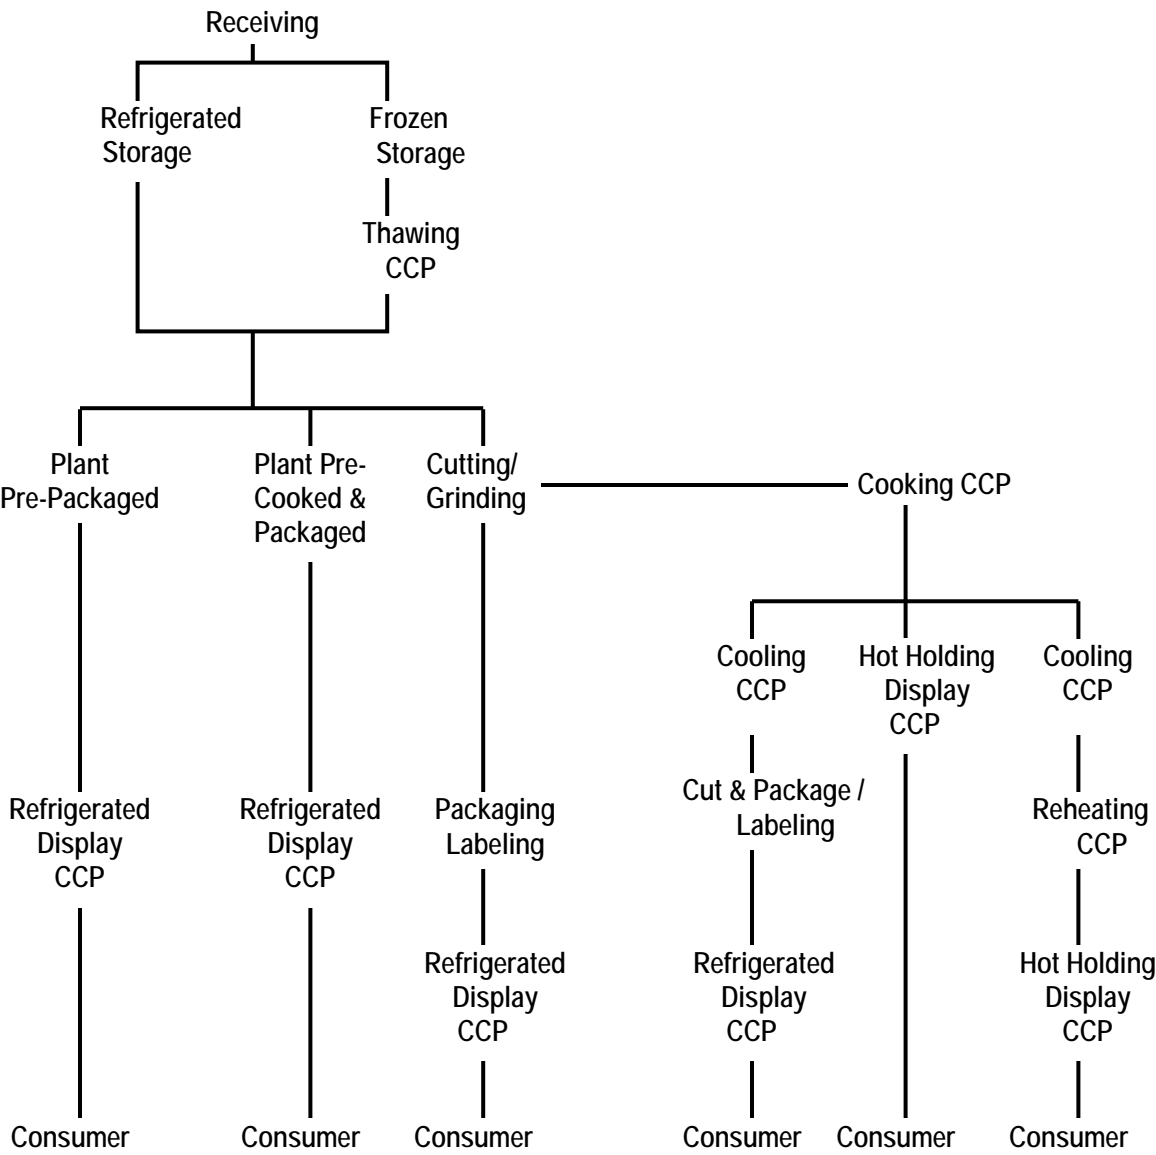 Receiving
Refrigerated
Storage
Frozen
Storage
Thawing
CCP
Plant
Pre-Packaged
Plant Pre-
Cooked &
Packaged
Cutting/
Grinding
Cooking CCP
Cooling
CCP
Hot Holding
Display
CCP
Cooling
CCP
Refrigerated
Display
CCP
Refrigerated
Display
CCP
Packaging
Labeling
Cut & Package /
Labeling
Reheating
CCP
Refrigerated
Display
CCP
Refrigerated
Display
CCP
Hot Holding
Display
CCP
Consumer
Consumer
Consumer
Consumer
Consumer
Consumer